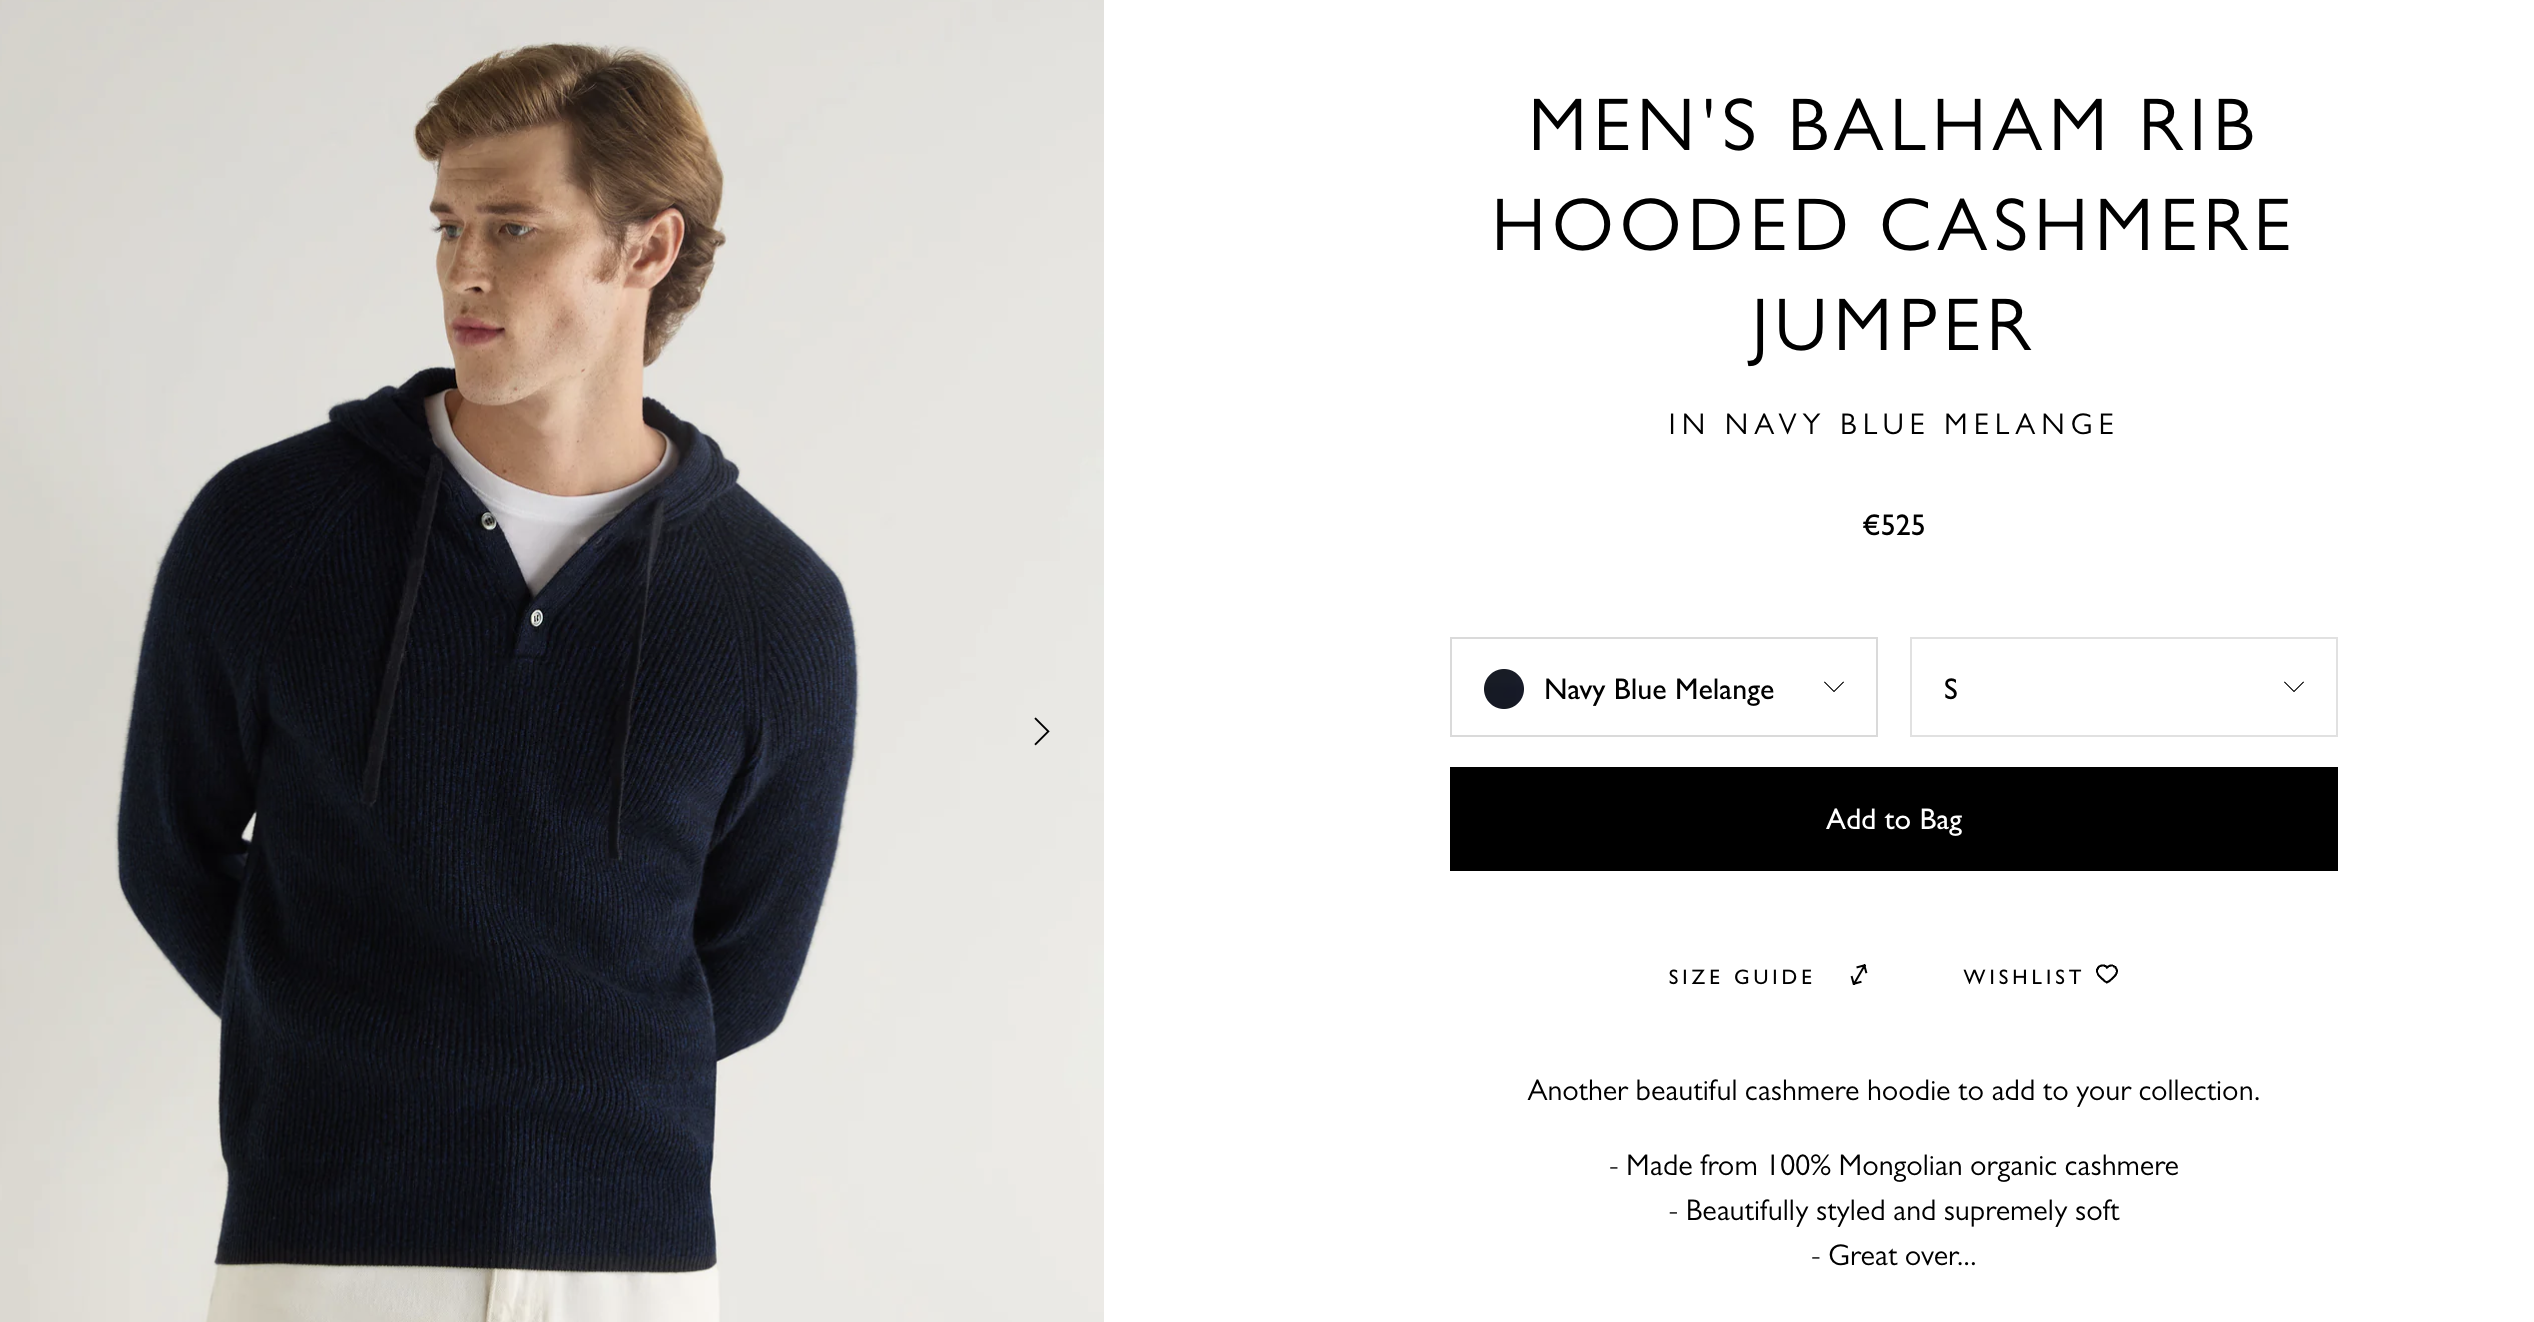 MEN'S BALHAM RIB
HOODED CASHMERE
JUMPER
IN NAVY BLUE MELANGE
€525
Navy Blue Melange
S
Add to Bag
SIZE GUIDE
WISHLIST
Another beautiful cashmere hoodie to add to your collection.
- Made from 100% Mongolian organic cashmere
- Beautifully styled and supremely soft
- Great over...